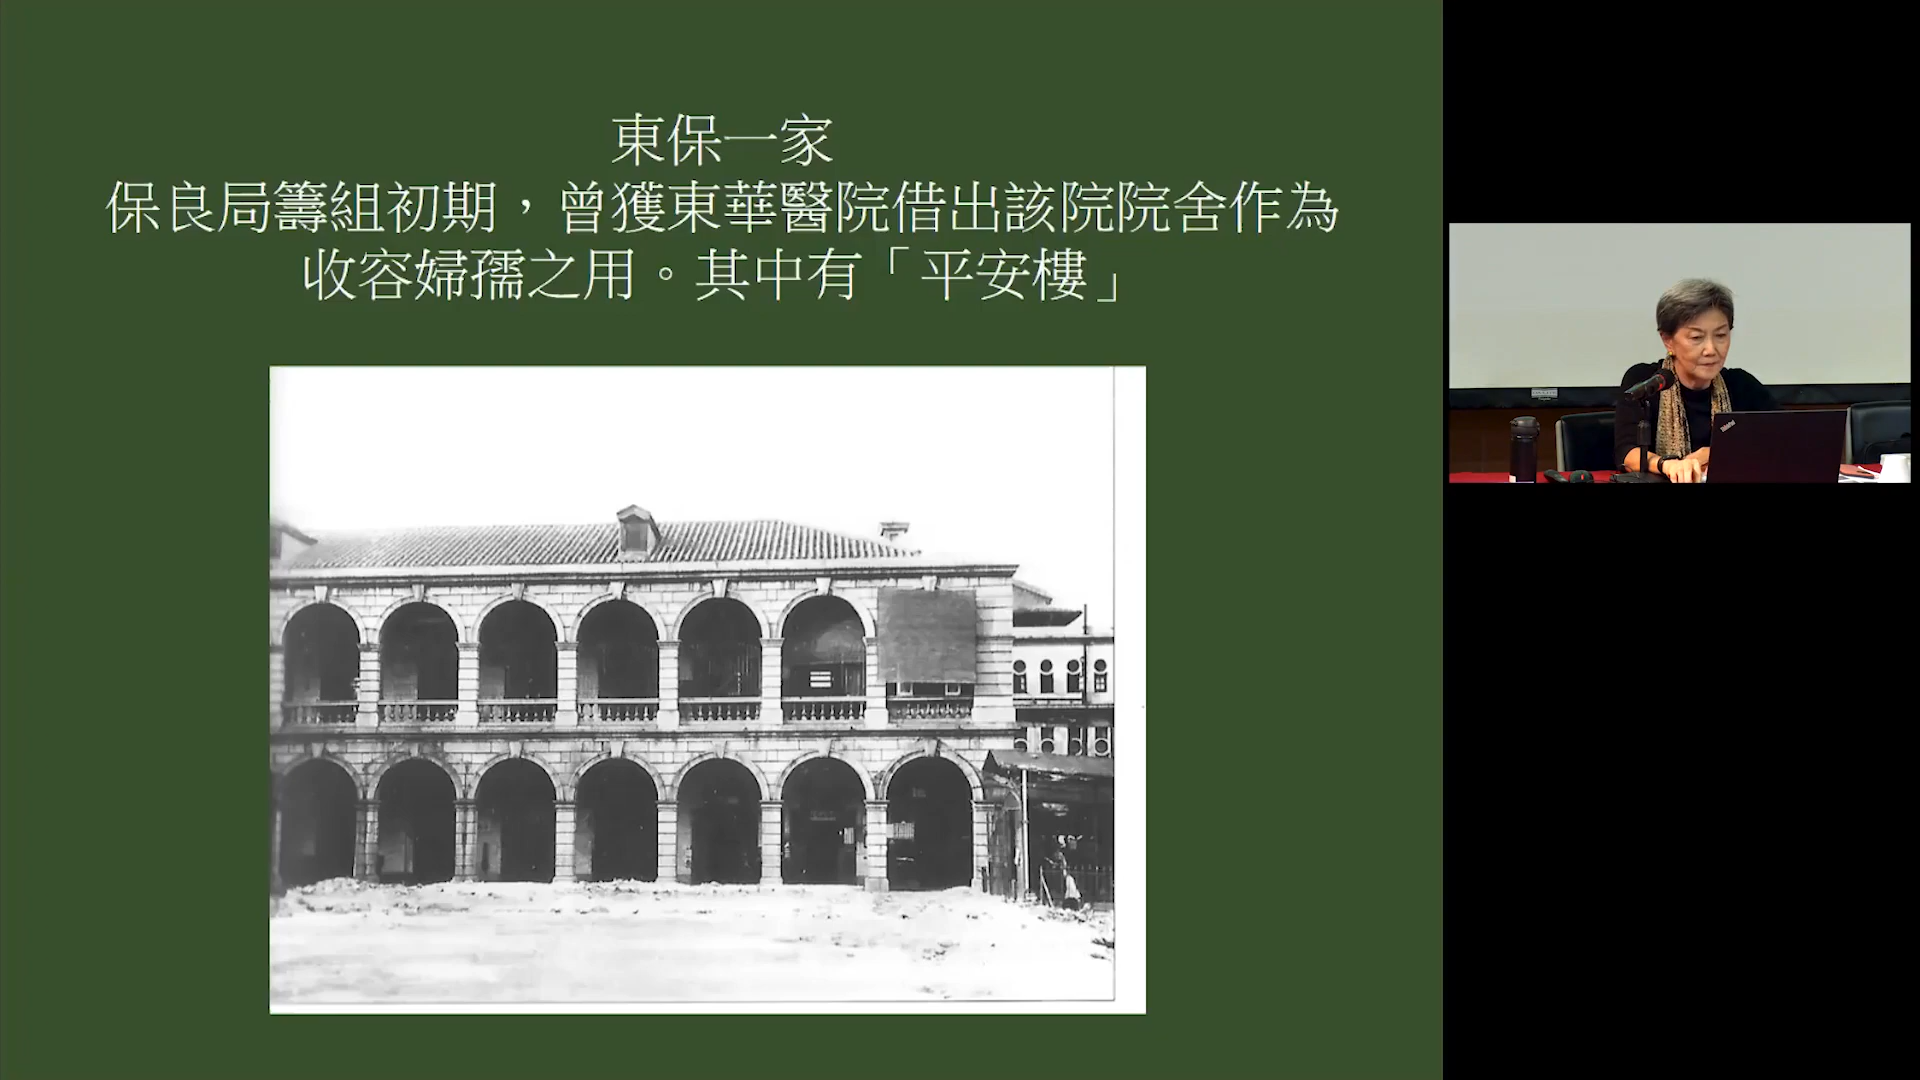 東保一家
保良局籌組初期，曾獲東華醫院借出該院院舍作為
收容婦孺之用。其中有「平安樓」
ThinkPad